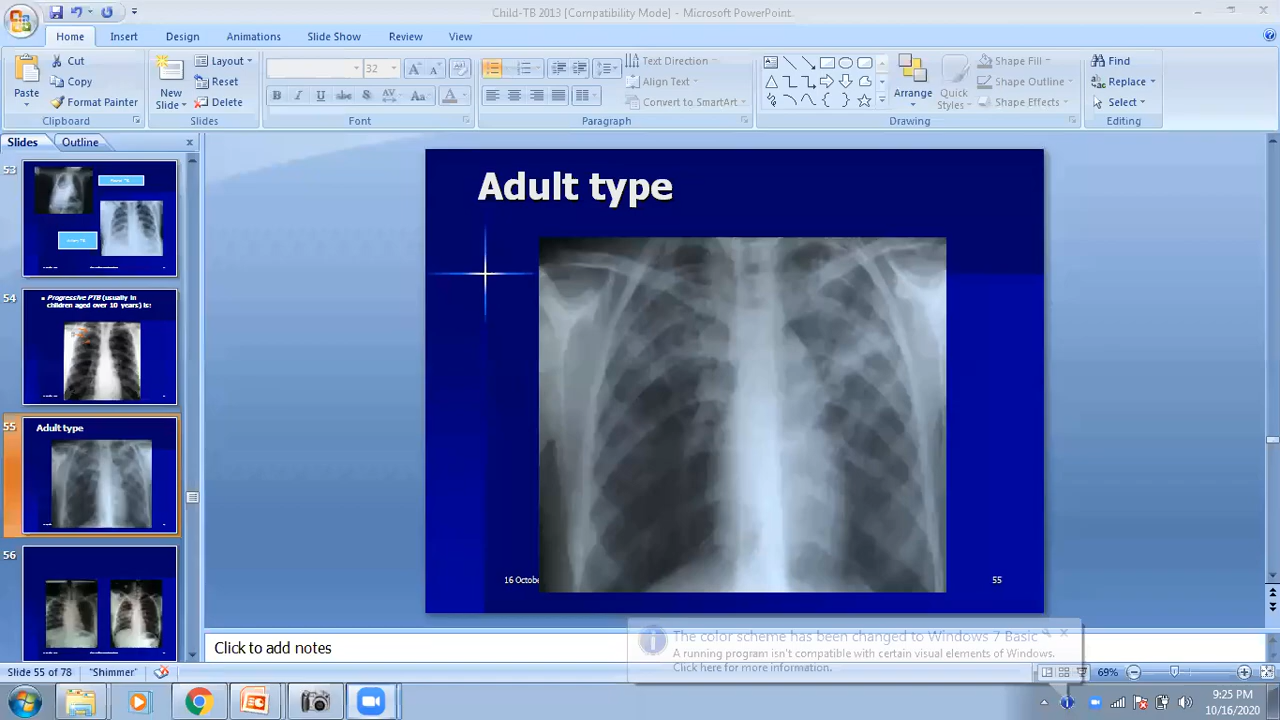 Child-TB 2013 [Compatibility Mode] - Microsoft PowerPoint
Home Insert Design Animations Slide Show Review View
Paste
Cut
Copy
Format Painter
Clipboard
New Slide
Layout
Reset
Delete
Slides
32
B I U abc S AV Aa A
Font
Text Direction
Align Text
Convert to SmartArt
Paragraph
Arrange
Quick Styles
Shape Fill
Shape Outline
Shape Effects
Drawing
Find
Replace
Select
Editing
Slides Outline
53
54
Progressive PTB (usually in
children aged over 10 years) is:
55
Adult type
56
Adult type
16 Octobe
55
Click to add notes
The color scheme has been changed to Windows 7 Basic
A running program isn't compatible with certain visual elements of Windows.
Click here for more information.
Slide 55 of 78 "Shimmer" 69%
9:25 PM
10/16/2020